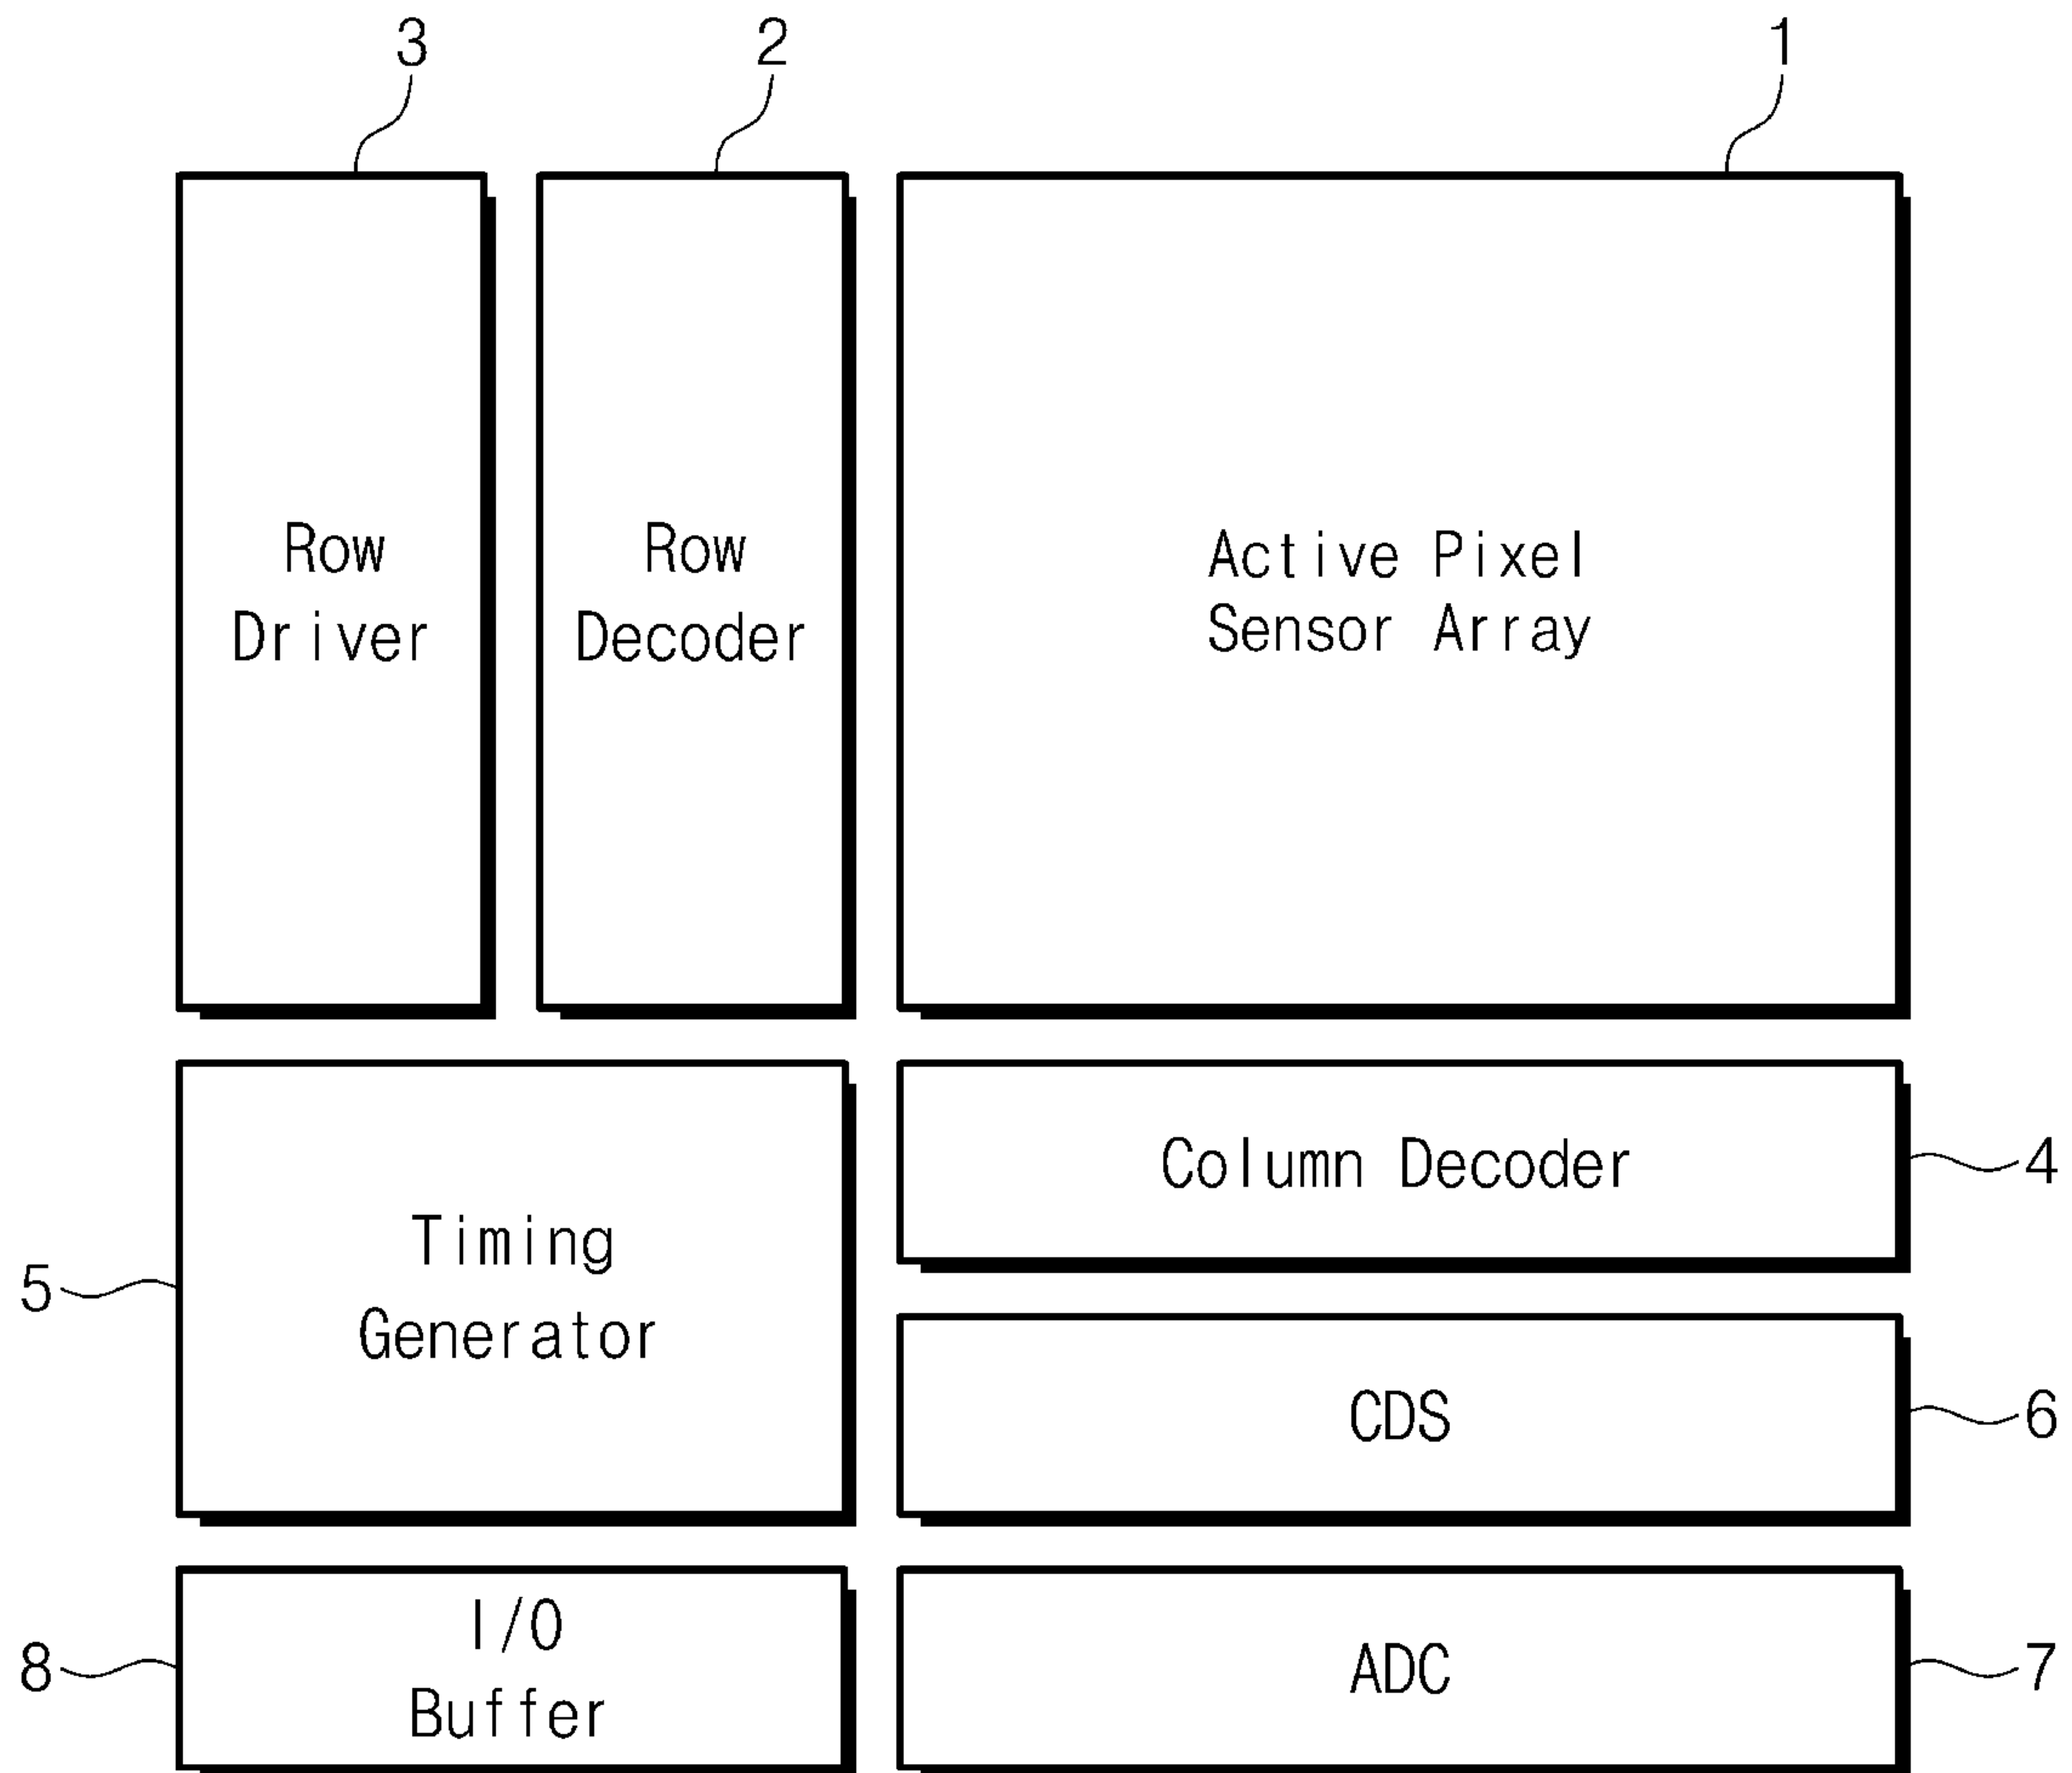 3
2
1
Row
Driver
Row
Decoder
Active Pixel
Sensor Array
Column Decoder
4
Timing
Generator
5
CDS
6
I/O
Buffer
8
ADC
7